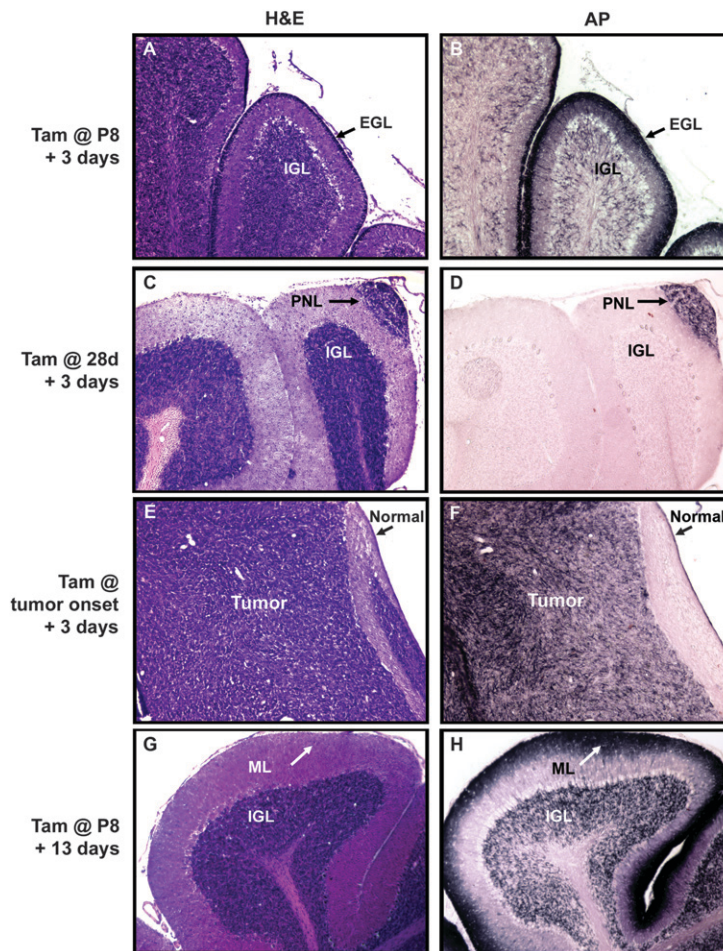 H&E
AP
Tam @ P8
+ 3 days
A
EGL
IGL
B
EGL
IGL
Tam @ 28d
+ 3 days
C
PNL
IGL
D
PNL
IGL
Tam @
tumor onset
+ 3 days
E
Normal
Tumor
F
Normal
Tumor
Tam @ P8
+ 13 days
G
ML
IGL
H
ML
IGL